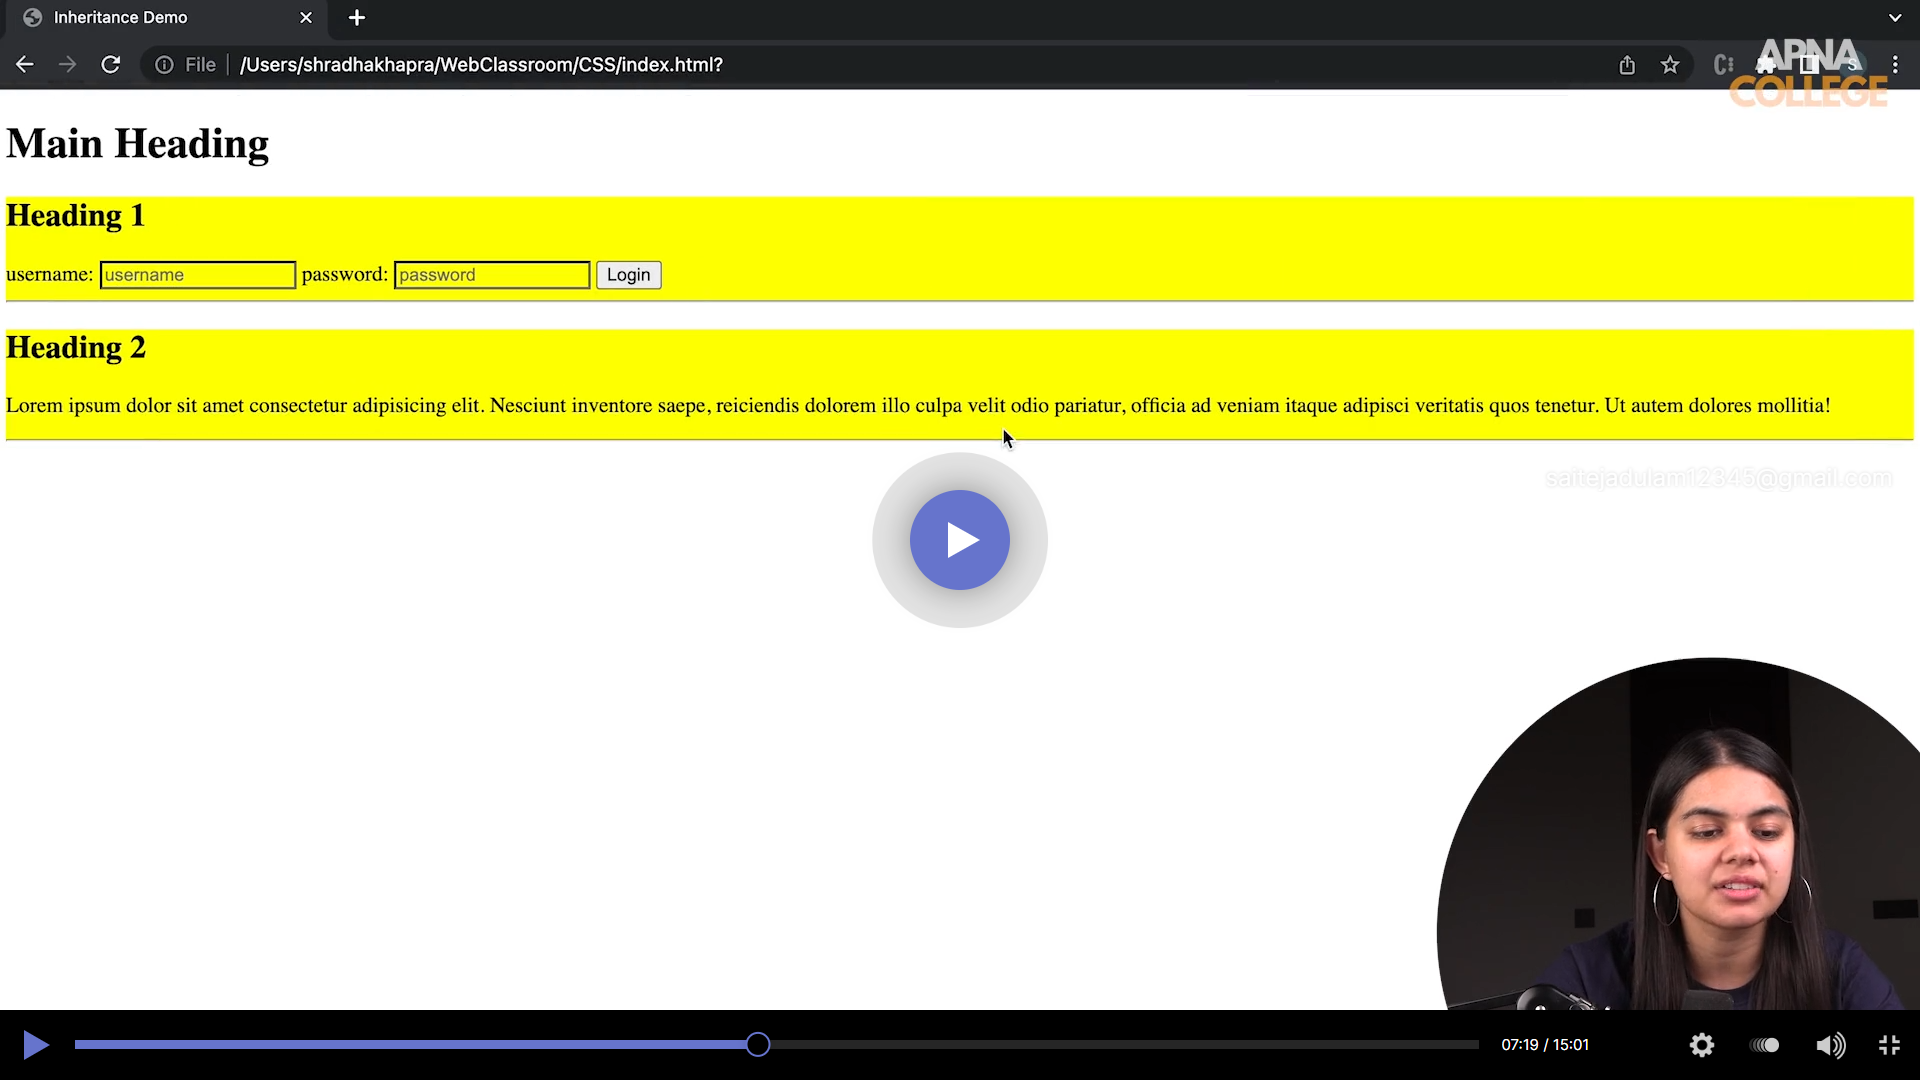 Inheritance Demo
File /Users/shradhakhapra/WebClassroom/CSS/index.html?
APNA
COLLEGE
S
Main Heading
Heading 1
username: username password: password Login
Heading 2
Lorem ipsum dolor sit amet consectetur adipisicing elit. Nesciunt inventore saepe, reiciendis dolorem illo culpa velit odio pariatur, officia ad veniam itaque adipisci veritatis quos tenetur. Ut autem dolores mollitia!
saitejadulam12345@gmail.com
07:19 / 15:01